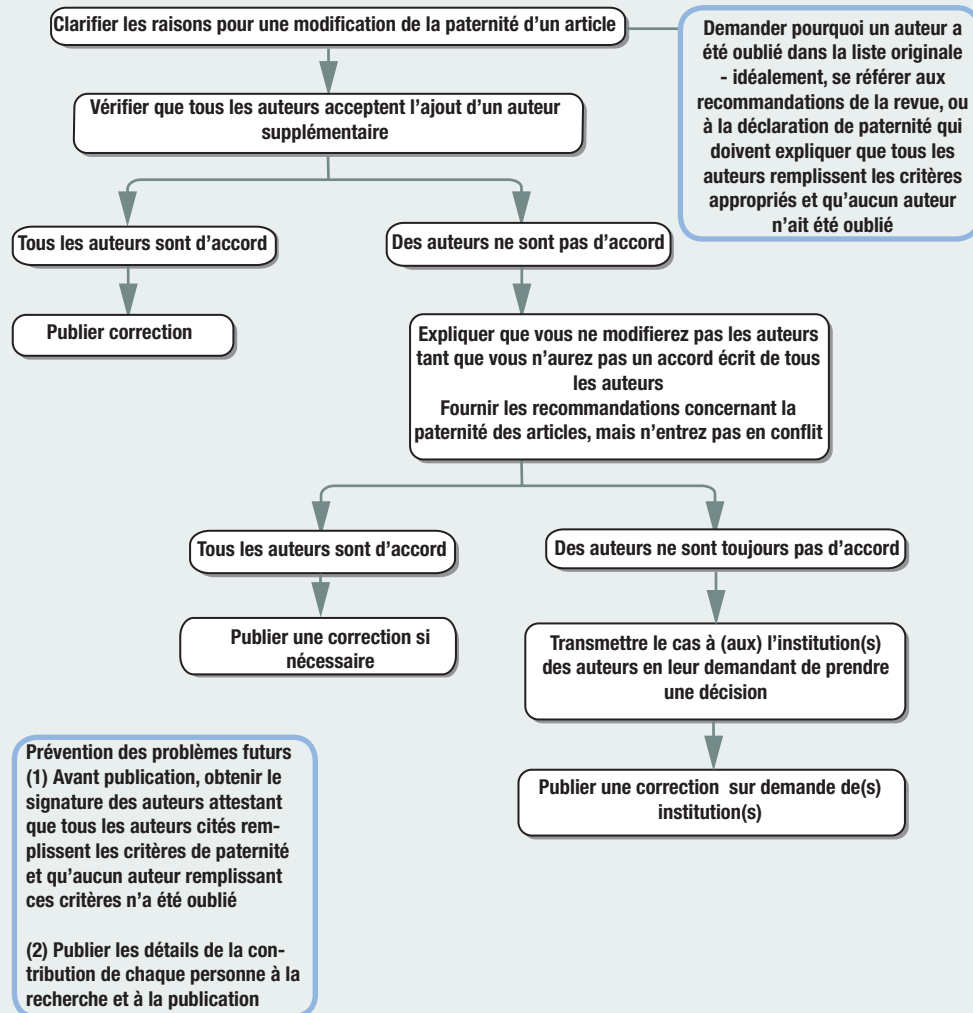 Clarifier les raisons pour une modification de la paternité d'un article
Demander pourquoi un auteur a
été oublié dans la liste originale
- idéalement, se référer aux
recommandations de la revue, ou
à la déclaration de paternité qui
doivent expliquer que tous les
auteurs remplissent les critères
appropriés et qu'aucun auteur
n'ait été oublié
Vérifier que tous les auteurs acceptent l'ajout d'un auteur
supplémentaire
Tous les auteurs sont d'accord
Des auteurs ne sont pas d'accord
Publier correction
Expliquer que vous ne modifierez pas les auteurs
tant que vous n'aurez pas un accord écrit de tous
les auteurs
Fournir les recommandations concernant la
paternité des articles, mais n'entrez pas en conflit
Tous les auteurs sont d'accord
Des auteurs ne sont toujours pas d'accord
Publier une correction si
nécessaire
Transmettre le cas à (aux) l'institution(s)
des auteurs en leur demandant de prendre
une décision
Publier une correction sur demande de(s)
institution(s)
Prévention des problèmes futurs
(1) Avant publication, obtenir le
signature des auteurs attestant
que tous les auteurs cités rem-
plissent les critères de paternité
et qu'aucun auteur remplissant
ces critères n'a été oublié
(2) Publier les détails de la con-
tribution de chaque personne à la
recherche et à la publication